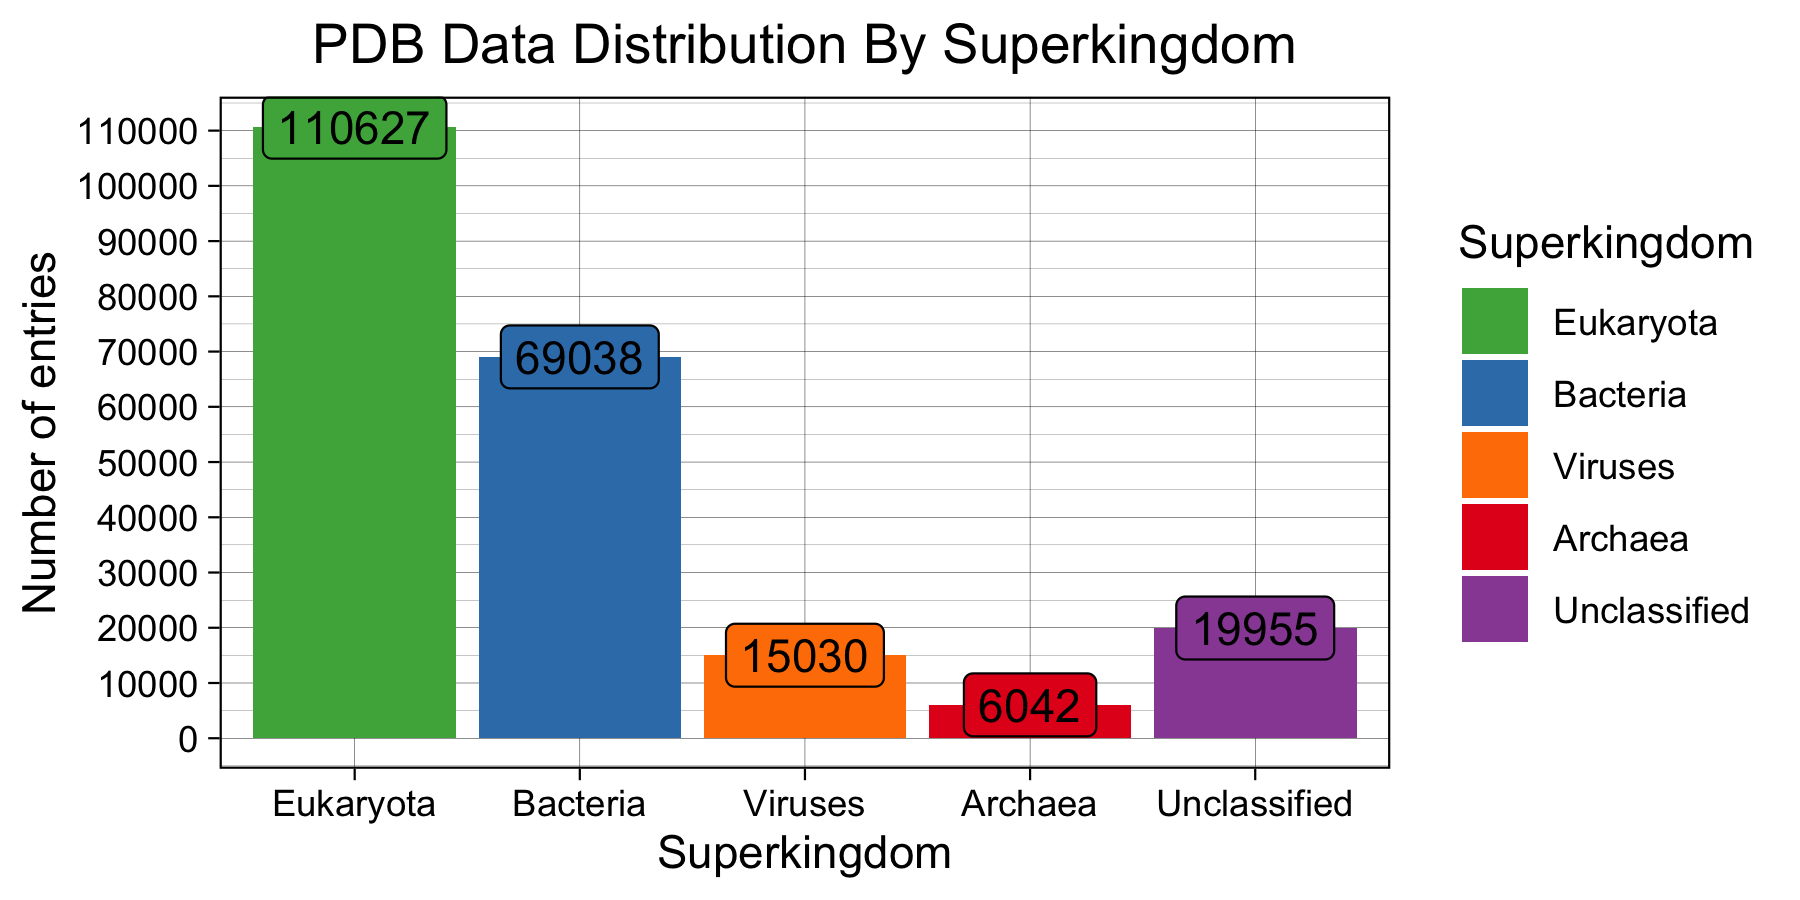 PDB Data Distribution By Superkingdom
Number of entries
110000
100000
90000
80000
70000
60000
50000
40000
30000
20000
10000
0
110627
69038
15030
6042
19955
Eukaryota
Bacteria
Viruses
Archaea
Unclassified
Superkingdom
Superkingdom
Eukaryota
Bacteria
Viruses
Archaea
Unclassified